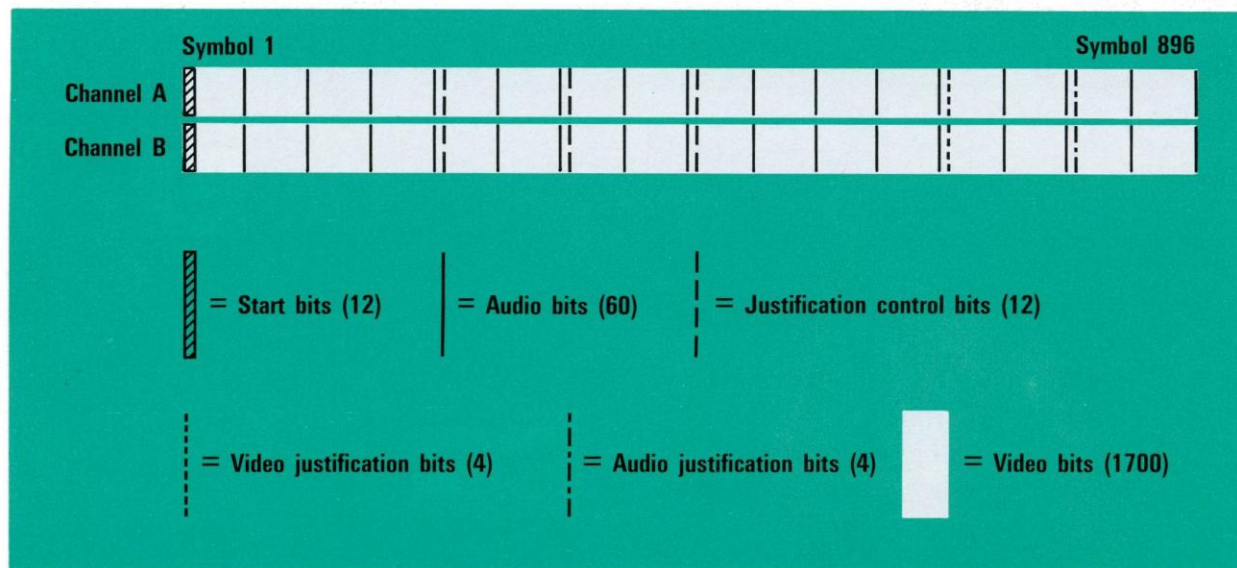 Symbol 1 Symbol 896
Channel A
Channel B
= Start bits (12) = Audio bits (60) = Justification control bits (12)
= Video justification bits (4) = Audio justification bits (4) = Video bits (1700)